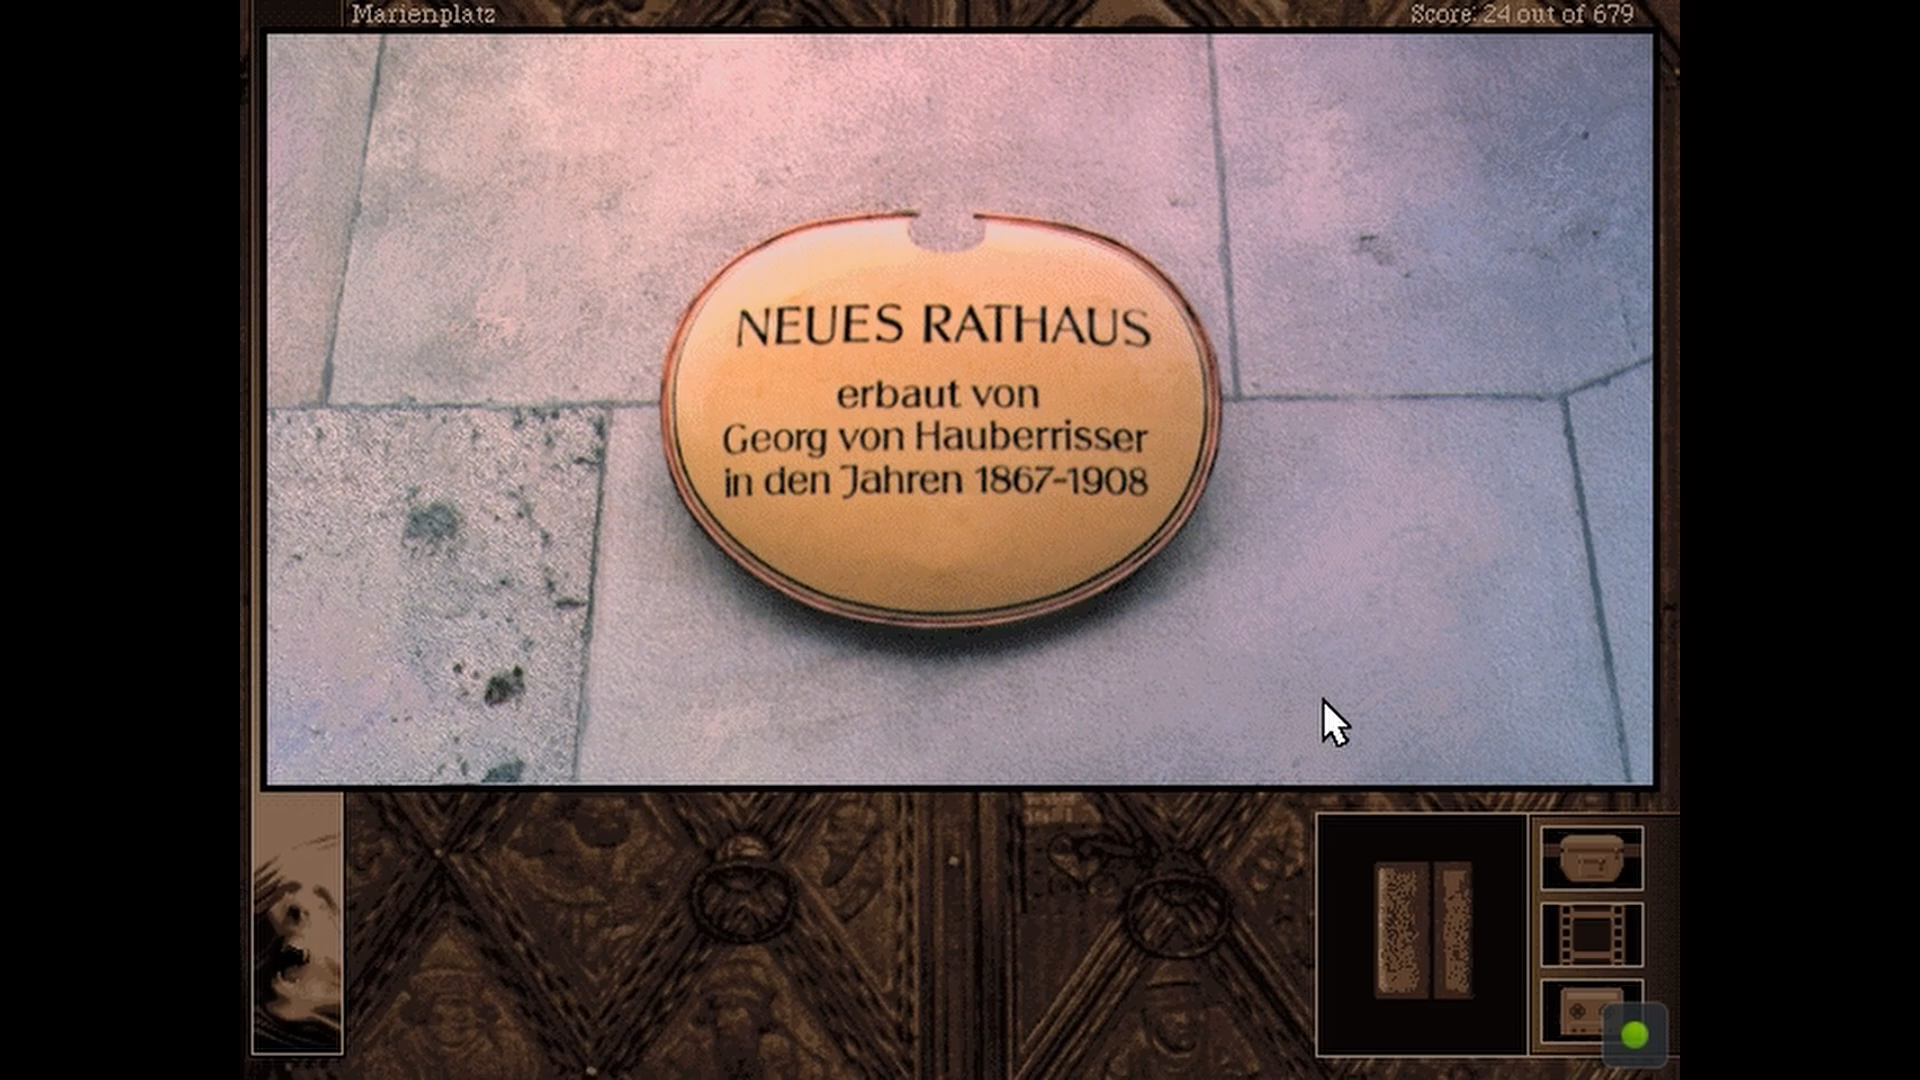 Marienplatz
Score: 24 out of 679
NEUES RATHAUS
erbaut von
Georg von Hauberrisser
in den Jahren 1867-1908